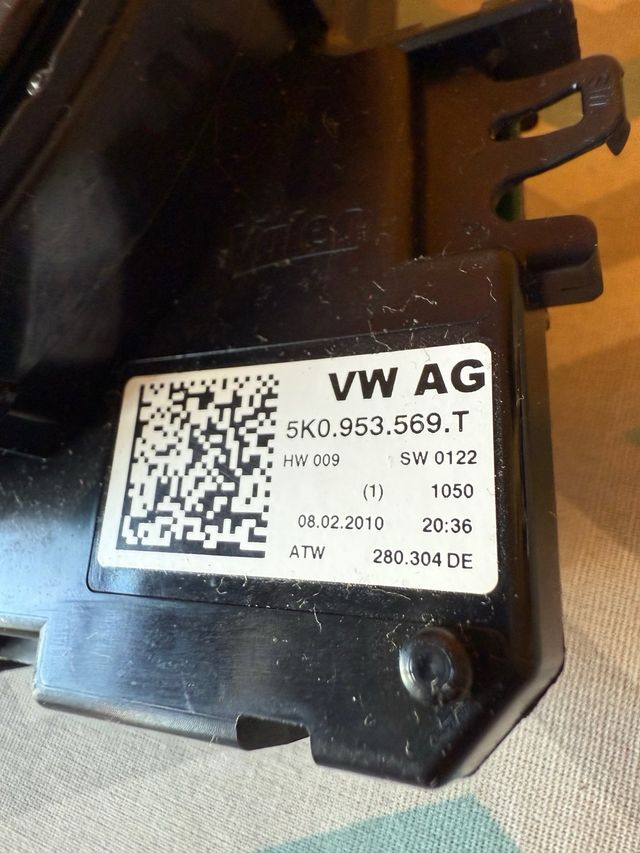 Valeo
VW AG
5K0.953.569.T
HW 009 SW 0122
(1) 1050
08.02.2010 20:36
ATW 280.304 DE